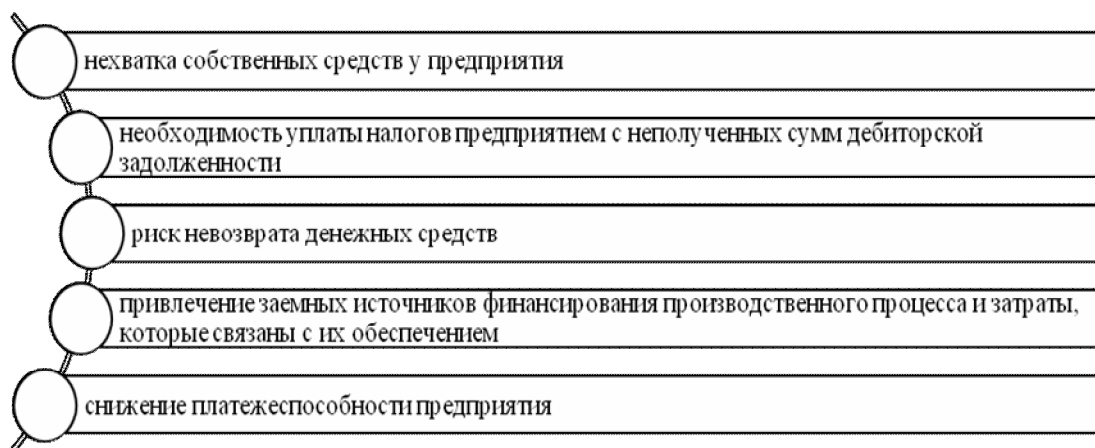 нехватка собственных средств у предприятия
необходимость уплаты налогов предприятием с неполученных сумм дебиторской
задолженности
риск невозврата денежных средств
привлечение заемных источников финансирования производственного процесса и затраты,
которые связаны с их обеспечением
снижение платежеспособности предприятия